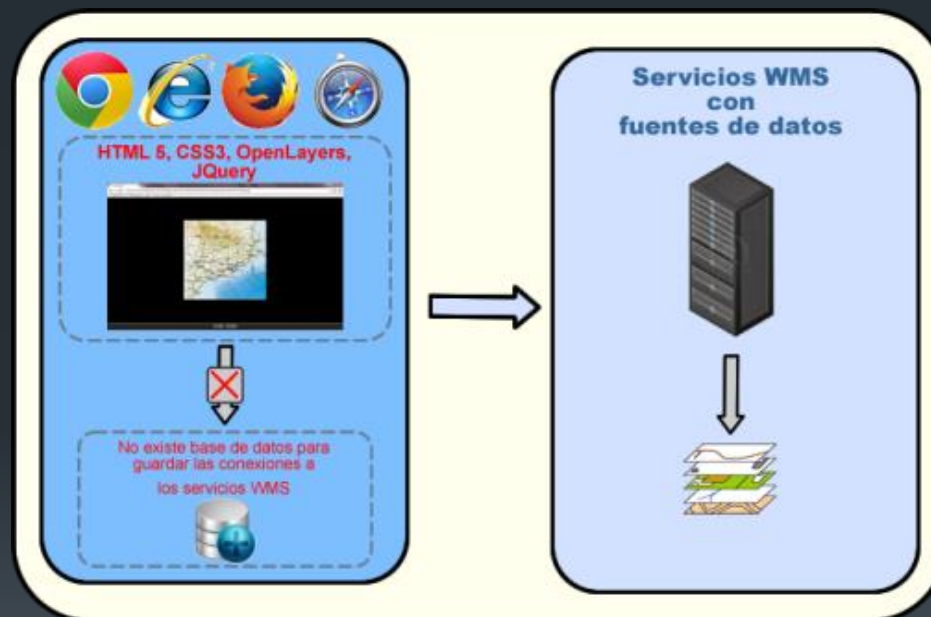 HTML 5, CSS3, OpenLayers,
JQuery
No existe base de datos para
guardar las conexiones a
los servicios WMS
Servicios WMS
con
fuentes de datos